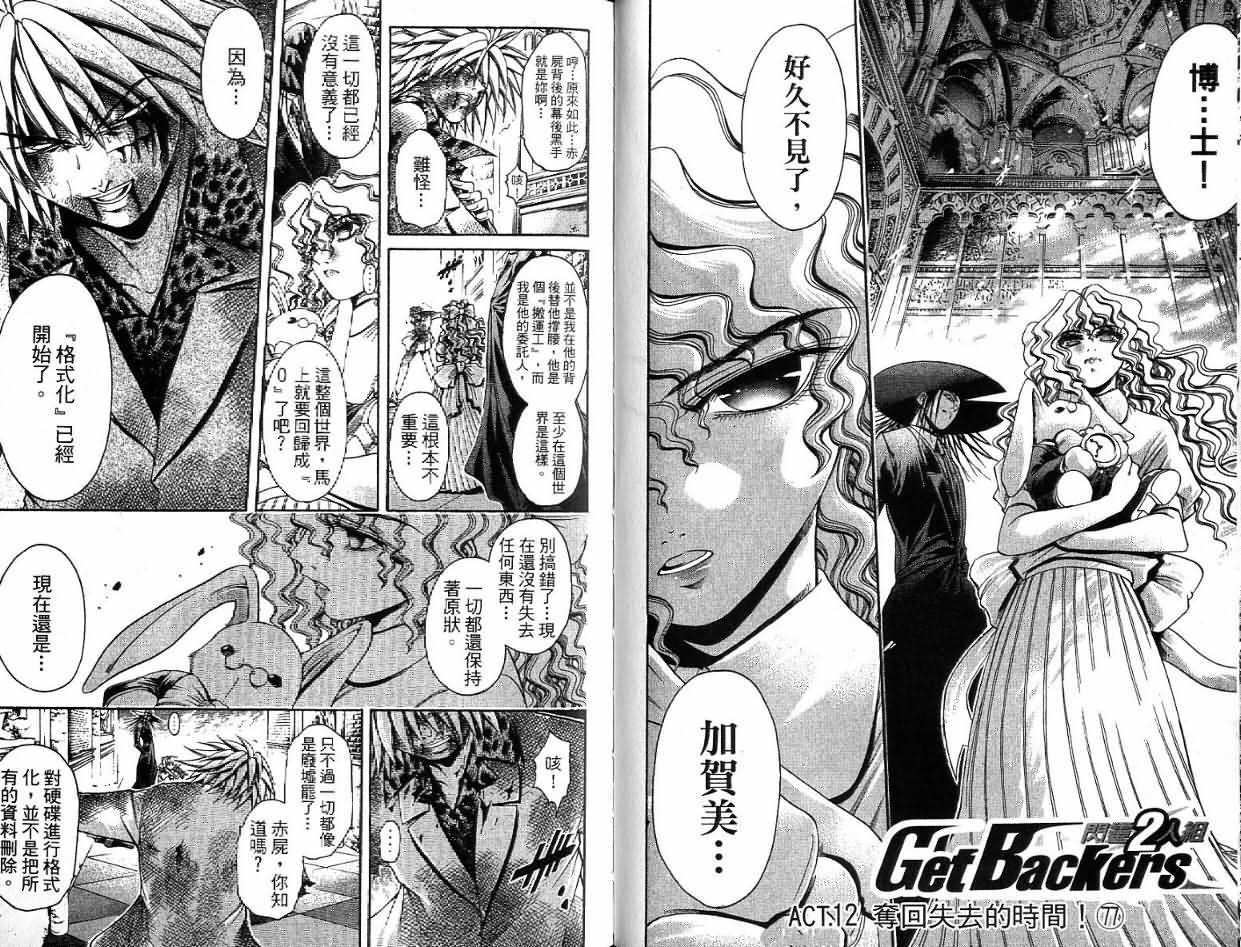 博…士！
好久不見了，
加賀美…
閃靈2人組
GetBackers
ACT.12 奪回失去的時間！77
哼…原來如此…赤
屍背後的幕後黑手
就是妳啊…
咳
難怪…
這一切都已經
沒有意義了…
因為…
並不是我在他的背
後替他撐腰，他是
個『搬運工』，而
我是他的委託人，
至少在這個世
界是這樣。
這根本不
重要…
…
這整個世界，馬
上就要回歸成『
0』了吧？
『格式化』已經
開始了。
別搞錯了…現
在還沒有失去
任何東西…
一切都還保持
著原狀。
現在還是…
咳！
…
只不過一切都像
是廢墟罷了…
赤屍，你知
道嗎？
…
對硬碟進行格式
化，並不是把所
有的資料刪除。